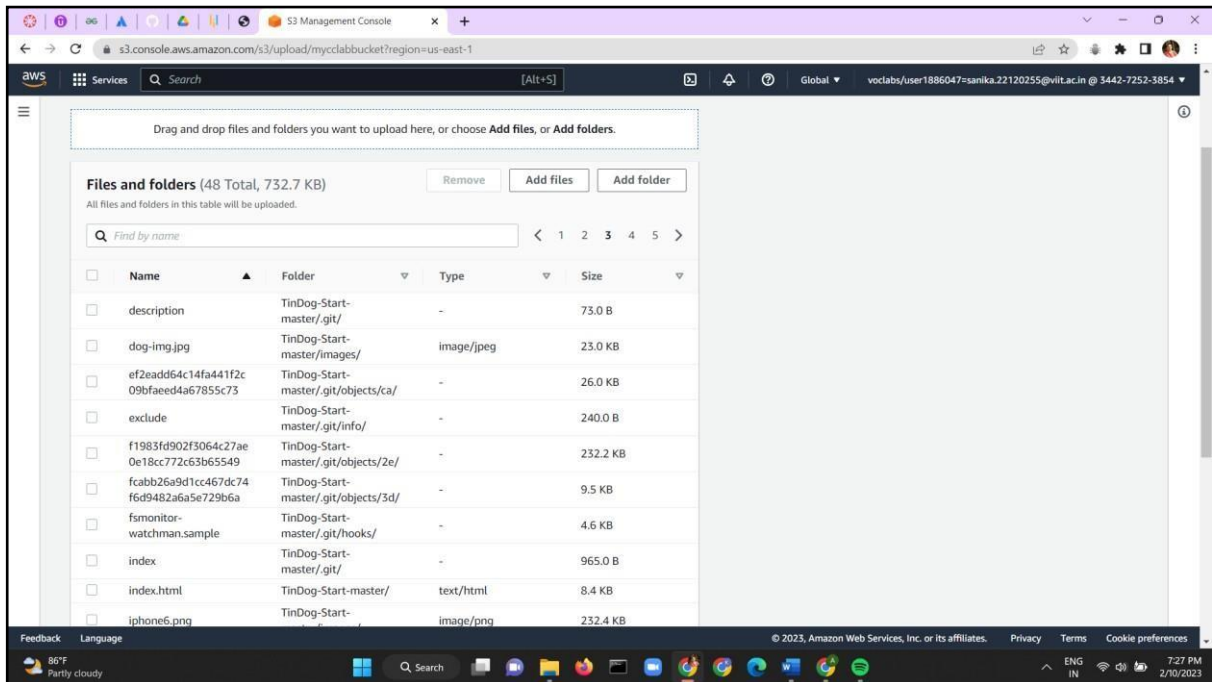 S3 Management Console
s3.console.aws.amazon.com/s3/upload/mycclabbucket?region=us-east-1
aws Services Search [Alt+S] Global voclabs/user1886047=sanika.22120255@viit.ac.in @ 3442-7252-3854
Drag and drop files and folders you want to upload here, or choose Add files, or Add folders.
Files and folders (48 Total, 732.7 KB) Remove Add files Add folder
All files and folders in this table will be uploaded.
Find by name 1 2 3 4 5
Name Folder Type Size
description TinDog-Start- - 73.0 B
master/.git/
dog-img.jpg TinDog-Start- image/jpeg 23.0 KB
master/images/
ef2eadd64c14fa441f2c TinDog-Start- - 26.0 KB
09bfaeed4a67855c73 master/.git/objects/ca/
exclude TinDog-Start- - 240.0 B
master/.git/info/
f1983fd902f3064c27ae TinDog-Start- - 232.2 KB
0e18cc772c63b65549 master/.git/objects/2e/
fcabb26a9d1cc467dc74 TinDog-Start- - 9.5 KB
f6d9482a6a5e729b6a master/.git/objects/3d/
fsmonitor- TinDog-Start- - 4.6 KB
watchman.sample master/.git/hooks/
index TinDog-Start- - 965.0 B
master/.git/
index.html TinDog-Start-master/ text/html 8.4 KB
iphone6.png TinDog-Start- image/png 232.4 KB
Feedback Language © 2023, Amazon Web Services, Inc. or its affiliates. Privacy Terms Cookie preferences
86°F Search ENG 7:27 PM
Partly cloudy IN 2/10/2023